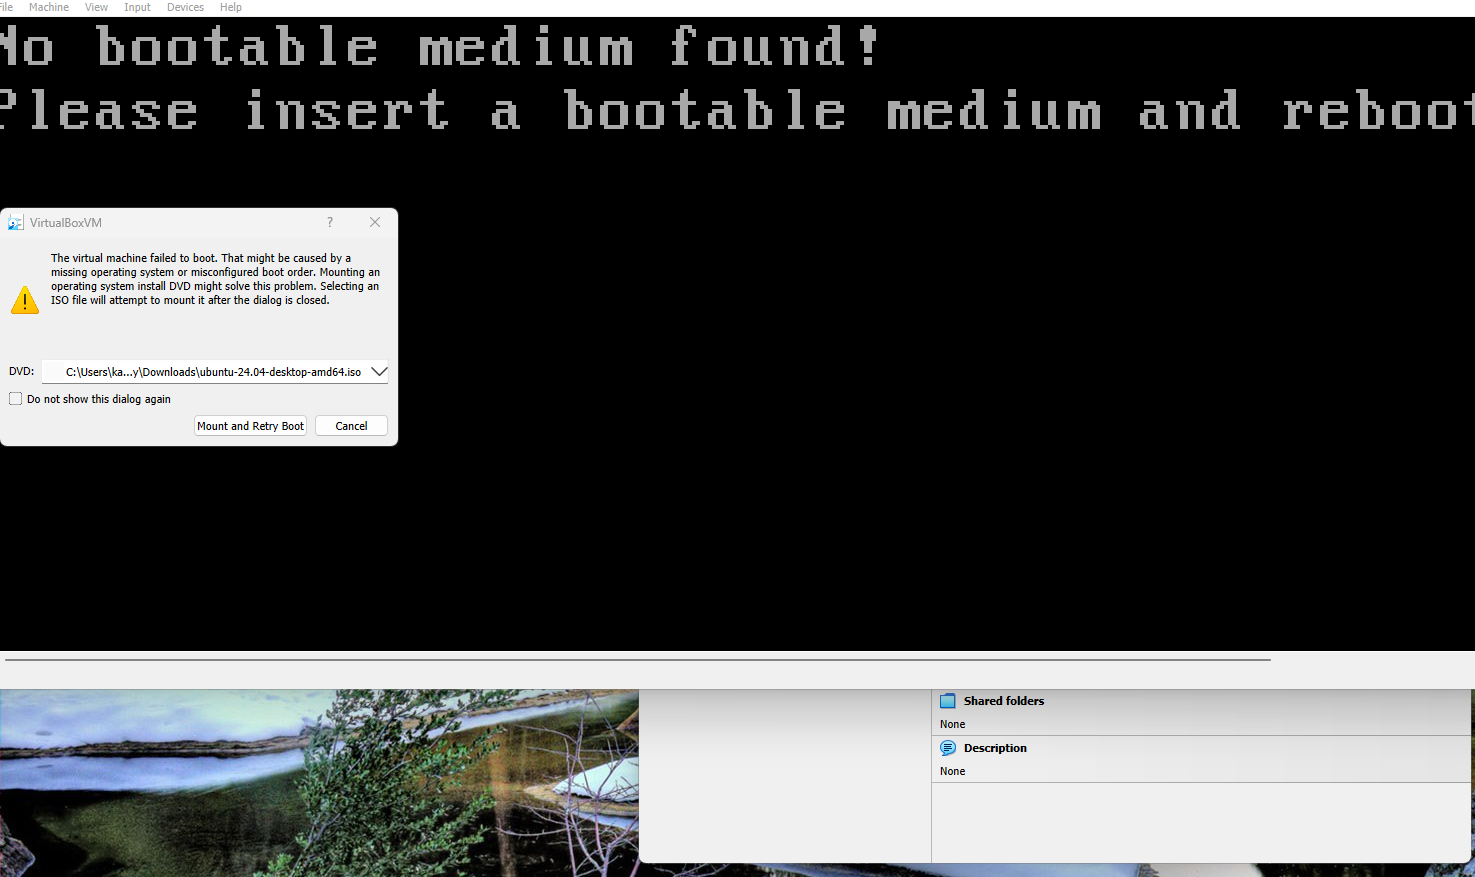 File Machine View Input Devices Help
No bootable medium found!
Please insert a bootable medium and reboot
VirtualBoxVM ?
The virtual machine failed to boot. That might be caused by a
missing operating system or misconfigured boot order. Mounting an
operating system install DVD might solve this problem. Selecting an
ISO file will attempt to mount it after the dialog is closed.
DVD: C:\Users\ka...y\Downloads\ubuntu-24.04-desktop-amd64.iso
Do not show this dialog again
Mount and Retry Boot Cancel
Shared folders
None
Description
None